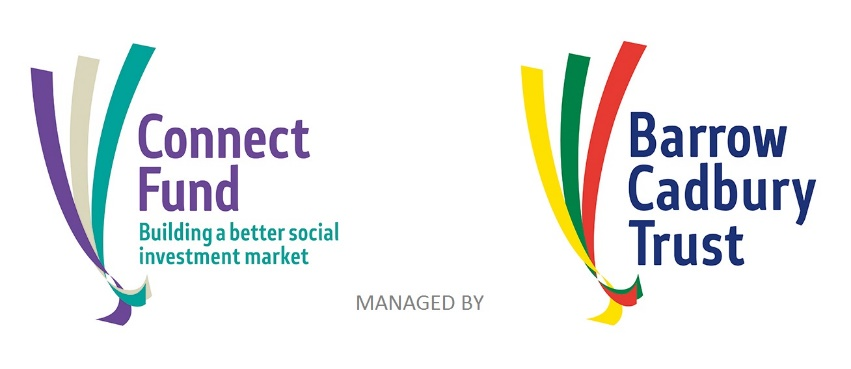 Connect
Fund
Building a better social
investment market
MANAGED BY
Barrow
Cadbury
Trust